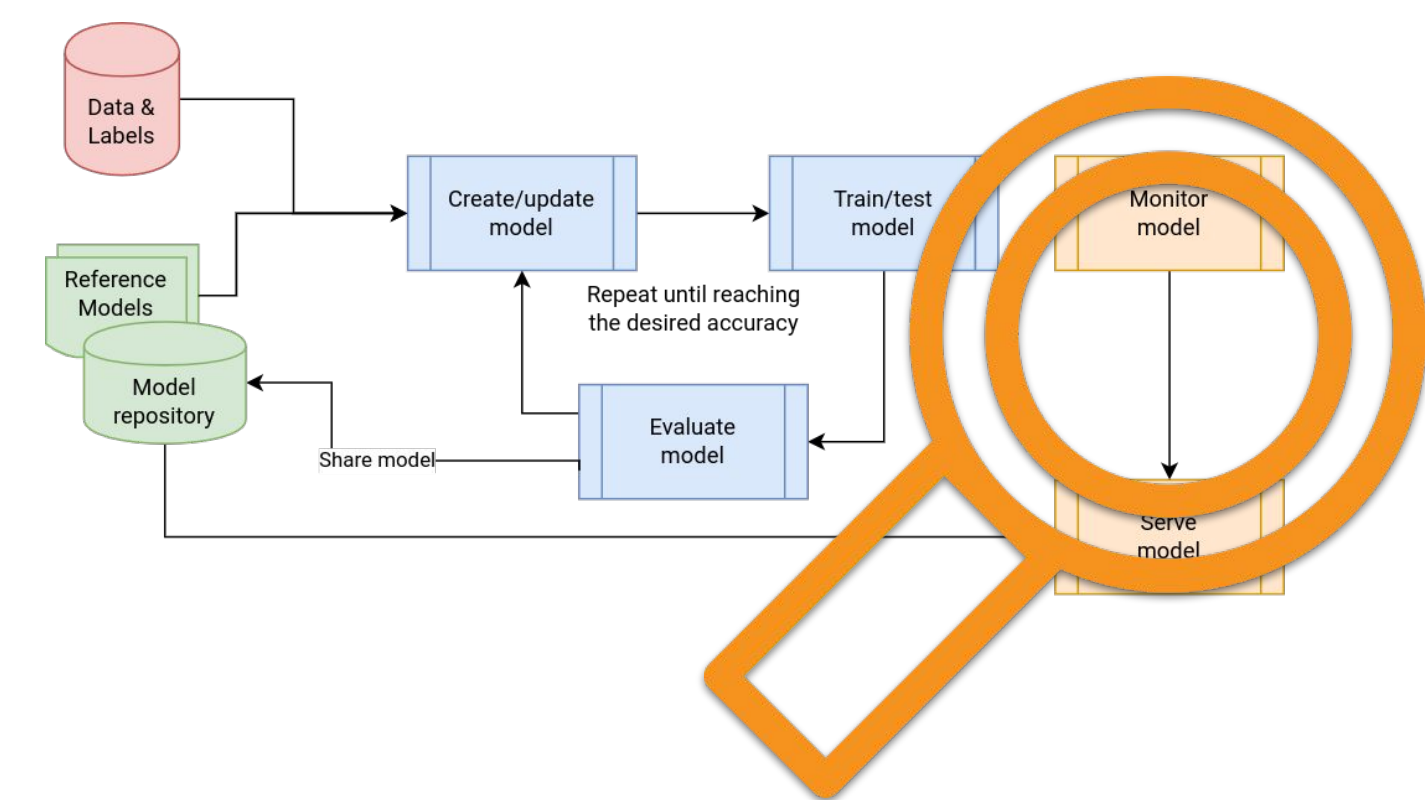 Data &
Labels
Create/update
model
Train/test
model
Monitor
model
Reference
Models
Repeat until reaching
the desired accuracy
Model
repository
Evaluate
model
Share model
Serve
model